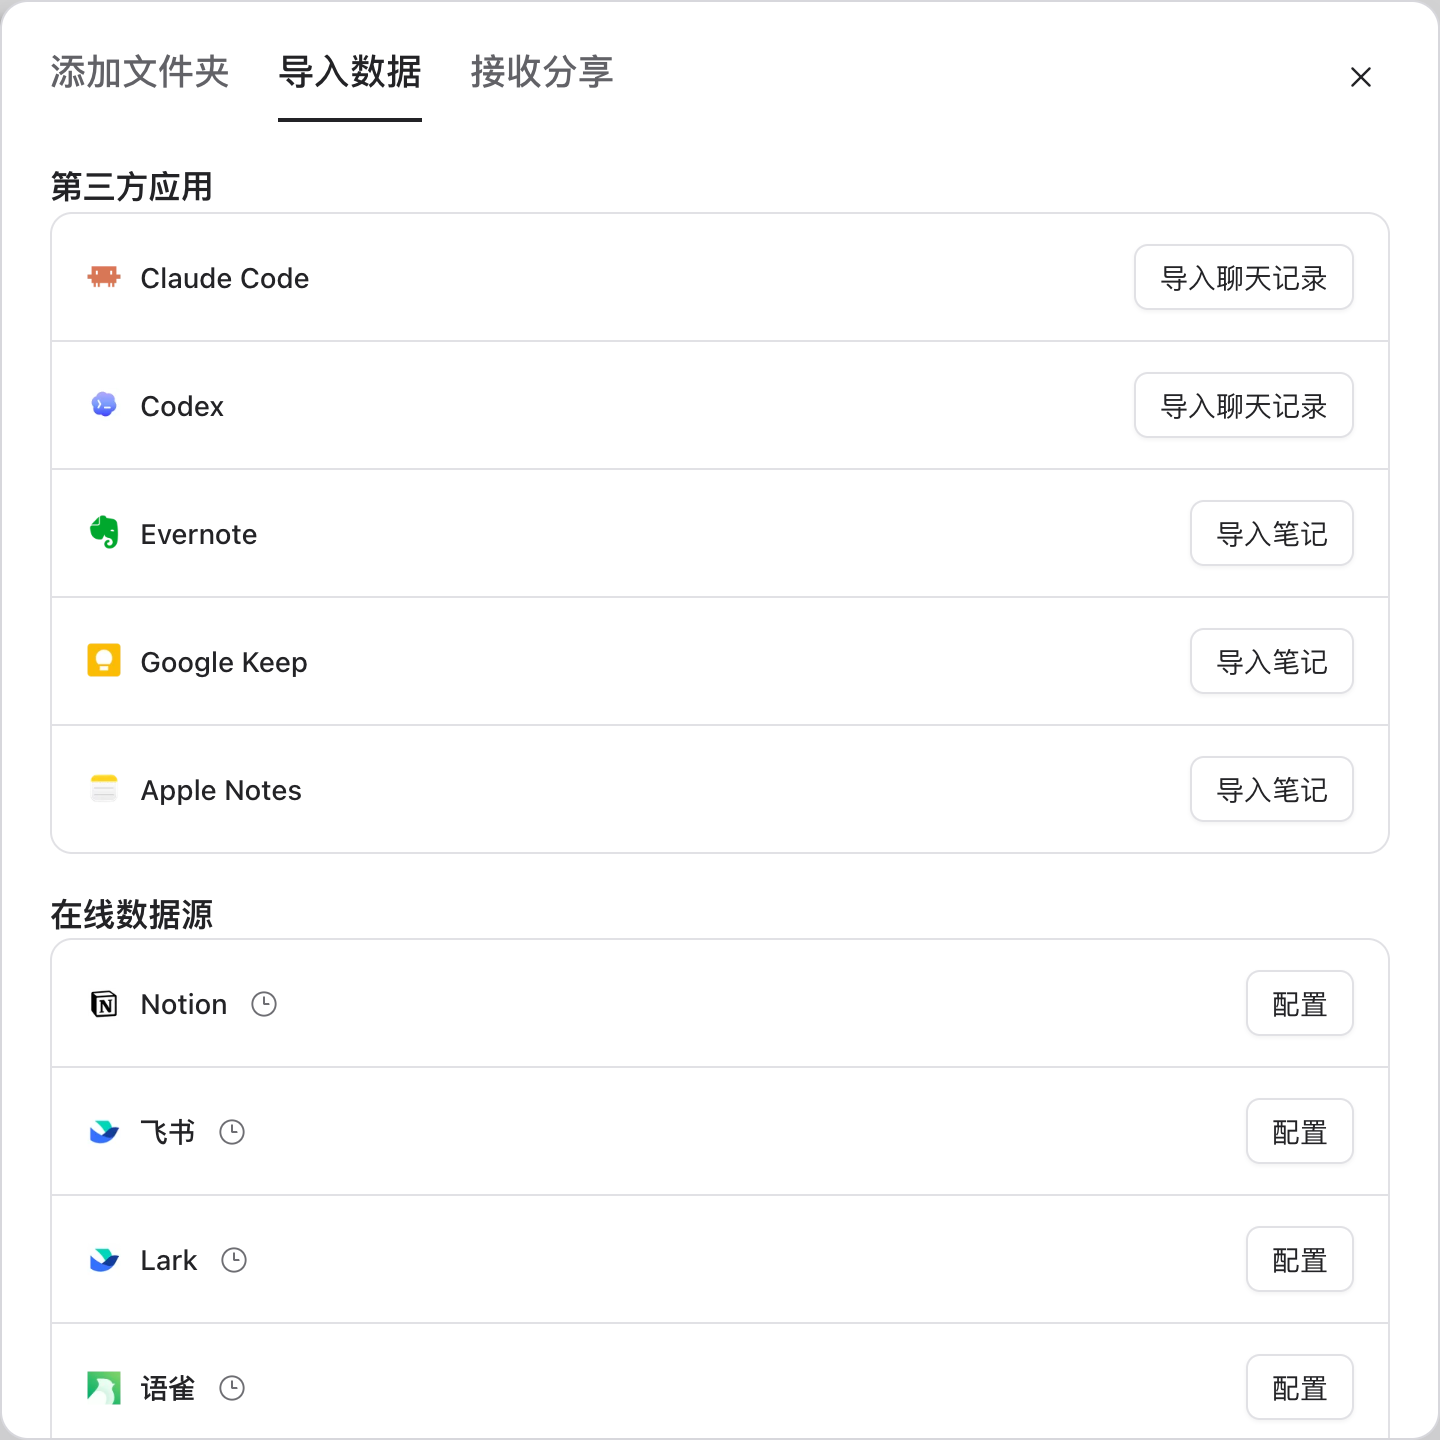 添加文件夹 导入数据 接收分享
第三方应用
Claude Code 导入聊天记录
Codex 导入聊天记录
Evernote 导入笔记
Google Keep 导入笔记
Apple Notes 导入笔记
在线数据源
Notion 配置
飞书 配置
Lark 配置
语雀 配置